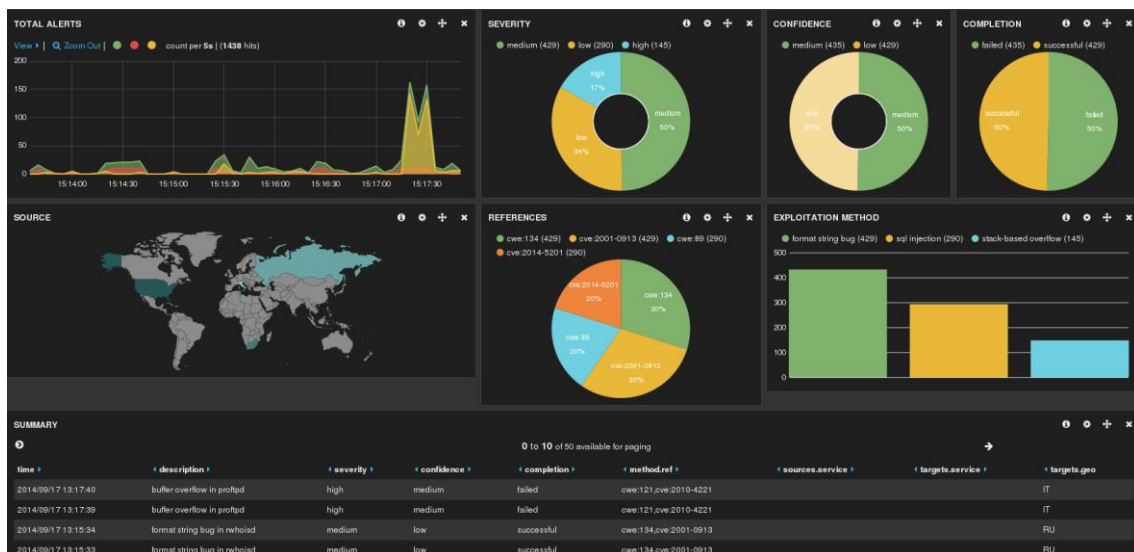 TOTAL ALERTS
View | Zoom Out | count per 5s | (1438 hits)
200
150
100
50
0
15:14:00 15:14:30 15:15:00 15:15:30 15:16:00 15:16:30 15:17:00 15:17:30
SEVERITY
medium (429) low (290) high (145)
high
17%
medium
50%
low
34%
CONFIDENCE
medium (435) low (429)
low
50%
medium
50%
COMPLETION
failed (435) successful (429)
successful
50%
failed
50%
SOURCE
REFERENCES
cwe:134 (429) cve:2001-0913 (429) cwe:89 (290)
cve:2014-5201 (290)
cve:2014-5201
20%
cwe:134
30%
cwe:89
20%
cve:2001-0913
30%
EXPLOITATION METHOD
format string bug (429) sql injection (290) stack-based overflow (145)
500
400
300
200
100
0
SUMMARY
0 to 10 of 50 available for paging
time description severity confidence completion method.ref sources.service targets.service targets.geo
2014/09/17 13:17:40 buffer overflow in proftpd high medium failed cwe:121,cve:2010-4221 IT
2014/09/17 13:17:39 buffer overflow in proftpd high medium failed cwe:121,cve:2010-4221 IT
2014/09/17 13:15:34 format string bug in rwhoisd medium low successful cwe:134,cve:2001-0913 RU
2014/09/17 13:15:33 format string bug in rwhoisd medium low successful cwe:134,cve:2001-0913 RU